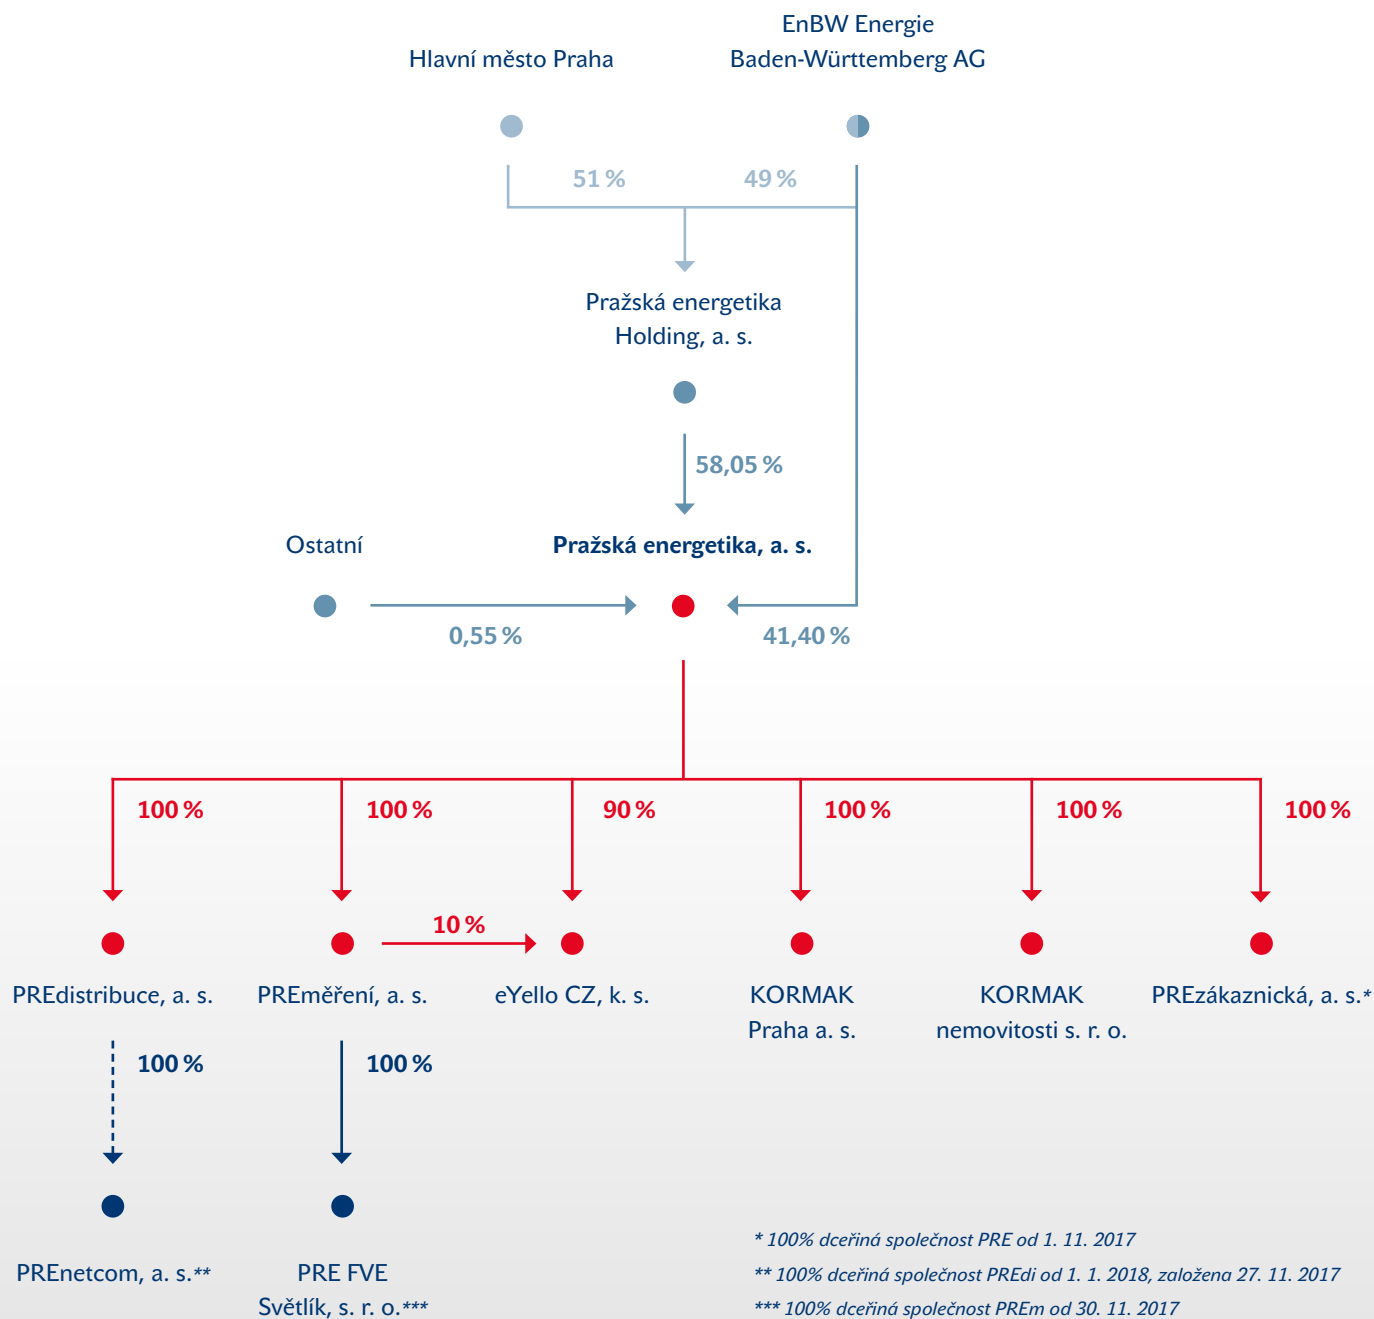 EnBW Energie
Baden-Württemberg AG
Hlavní město Praha
51 %
49 %
Pražská energetika
Holding, a. s.
58,05 %
Ostatní
Pražská energetika, a. s.
0,55 %
41,40 %
100 %
100 %
90 %
100 %
100 %
100 %
10 %
PREdistribuce, a. s.
PREměření, a. s.
eYello CZ, k. s.
KORMAK
Praha a. s.
KORMAK
nemovitosti s. r. o.
PREzákaznická, a. s.*
100 %
100 %
PREnetcom, a. s.**
PRE FVE
Světlík, s. r. o.***
* 100% dceřiná společnost PRE od 1. 11. 2017
** 100% dceřiná společnost PREdi od 1. 1. 2018, založena 27. 11. 2017
*** 100% dceřiná společnost PREm od 30. 11. 2017